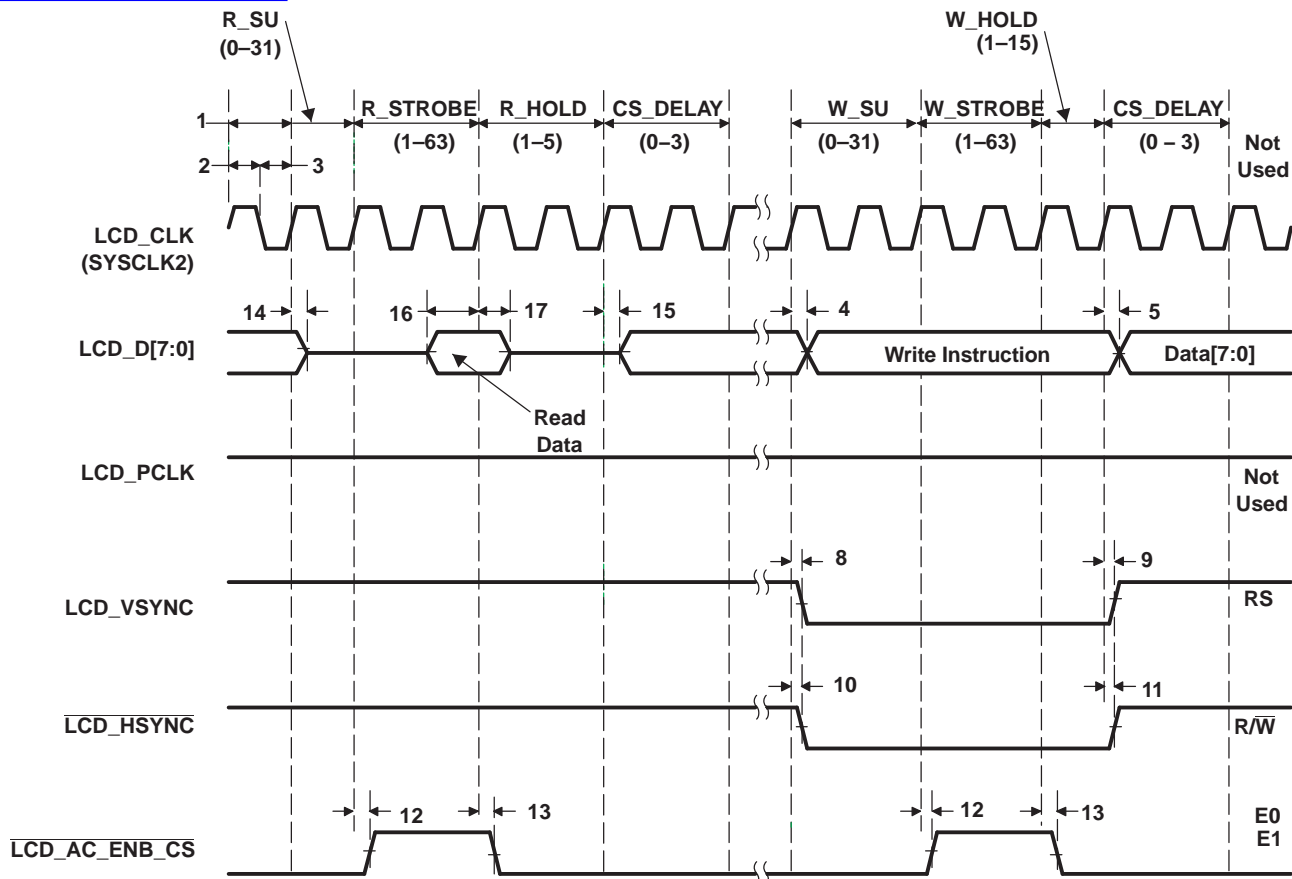 R_SU
(0–31)
W_HOLD
(1–15)
1
R_STROBE
(1–63)
R_HOLD
(1–5)
CS_DELAY
(0–3)
W_SU
(0–31)
W_STROBE
(1–63)
CS_DELAY
(0 – 3)
Not
Used
2
3
LCD_CLK
(SYSCLK2)
14
16
17
15
4
5
LCD_D[7:0]
Write Instruction
Data[7:0]
Read
Data
LCD_PCLK
Not
Used
8
9
LCD_VSYNC
RS
10
11
LCD_HSYNC
R/W
12
13
12
13
E0
E1
LCD_AC_ENB_CS